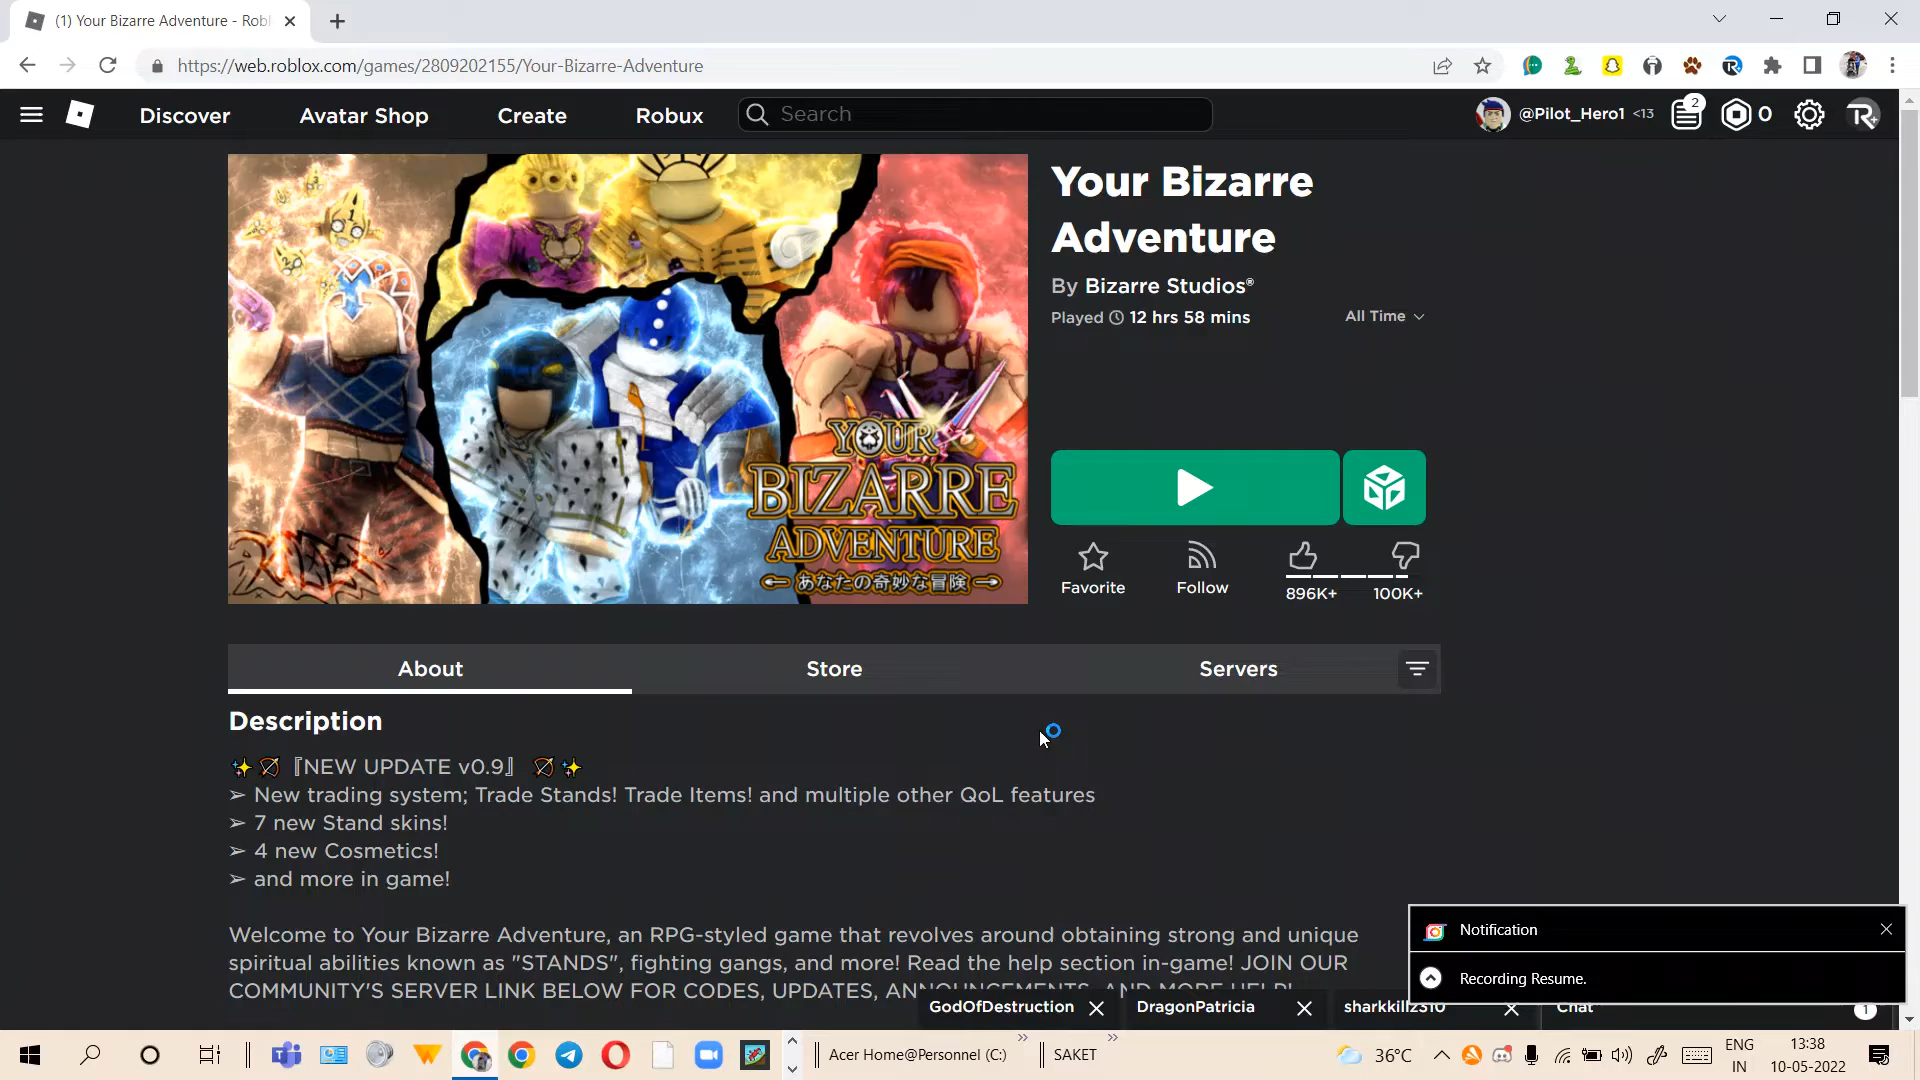 (1) Your Bizarre Adventure - Robl
https://web.roblox.com/games/2809202155/Your-Bizarre-Adventure
Discover
Avatar Shop
Create
Robux
Search
@Pilot_Hero1 <13
2
0
YOUR
BIZARRE
ADVENTURE
あなたの奇妙な冒険
Your Bizarre
Adventure
By Bizarre Studios®
Played 12 hrs 58 mins
All Time
Favorite
Follow
896K+
100K+
About
Store
Servers
Description
✨🏹『NEW UPDATE v0.9』🏹✨
➢ New trading system; Trade Stands! Trade Items! and multiple other QoL features
➢ 7 new Stand skins!
➢ 4 new Cosmetics!
➢ and more in game!
Welcome to Your Bizarre Adventure, an RPG-styled game that revolves around obtaining strong and unique
spiritual abilities known as "STANDS", fighting gangs, and more! Read the help section in-game! JOIN OUR
COMMUNITY'S SERVER LINK BELOW FOR CODES, UPDATES, ANNOUNCEMENTS, AND MORE HELP!
Notification
Recording Resume.
GodOfDestruction
DragonPatricia
sharkkillz310
Chat
1
Acer Home@Personnel (C:)
SAKET
36°C
ENG
IN
13:38
10-05-2022